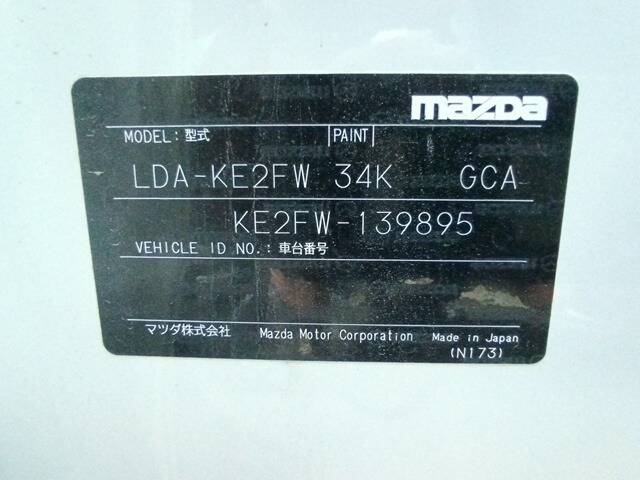 mazda
MODEL: 型式 PAINT
LDA-KE2FW 34K GCA
KE2FW-139895
VEHICLE ID NO.: 車台番号
マツダ株式会社 Mazda Motor Corporation Made in Japan
(N173)